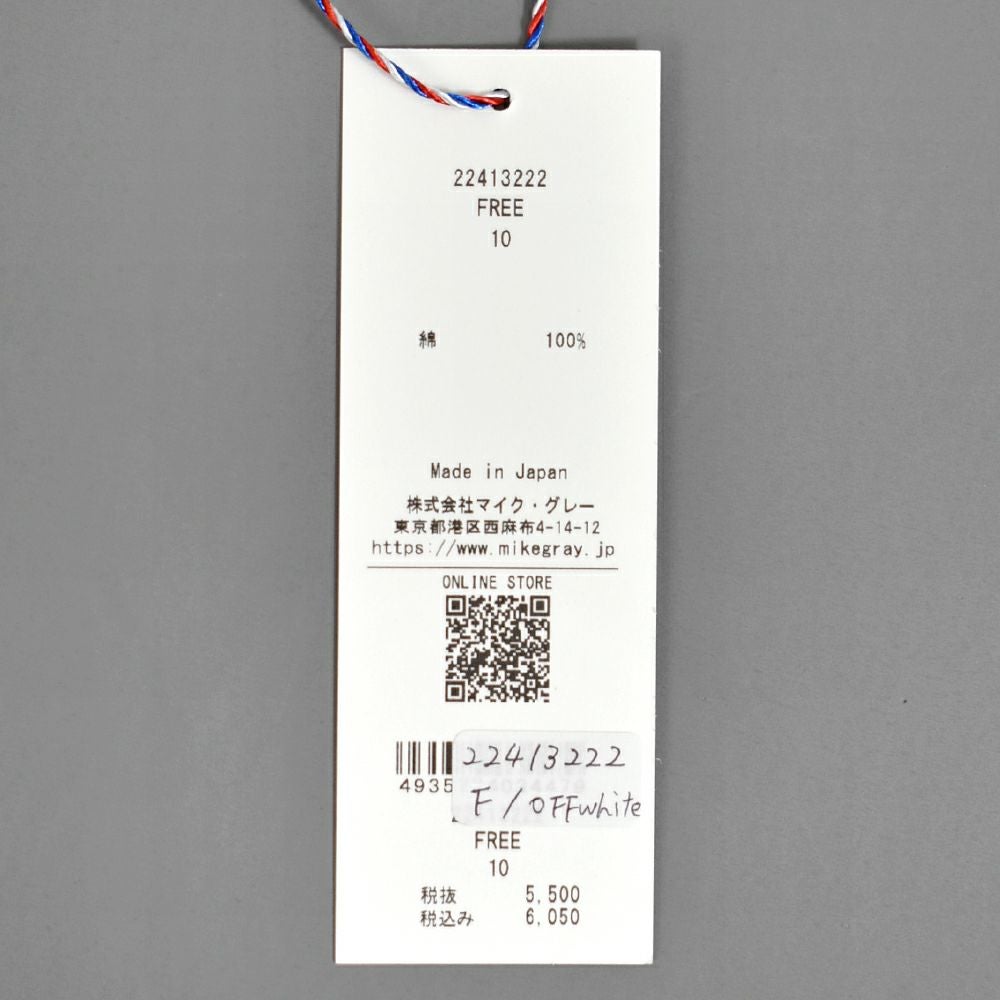 22413222
FREE
10
綿 100%
Made in Japan
株式会社マイク・グレー
東京都港区西麻布4-14-12
https://www.mikegray.jp
ONLINE STORE
22413222
4935
F/OFFwhite
FREE
10
税抜 5,500
税込み 6,050